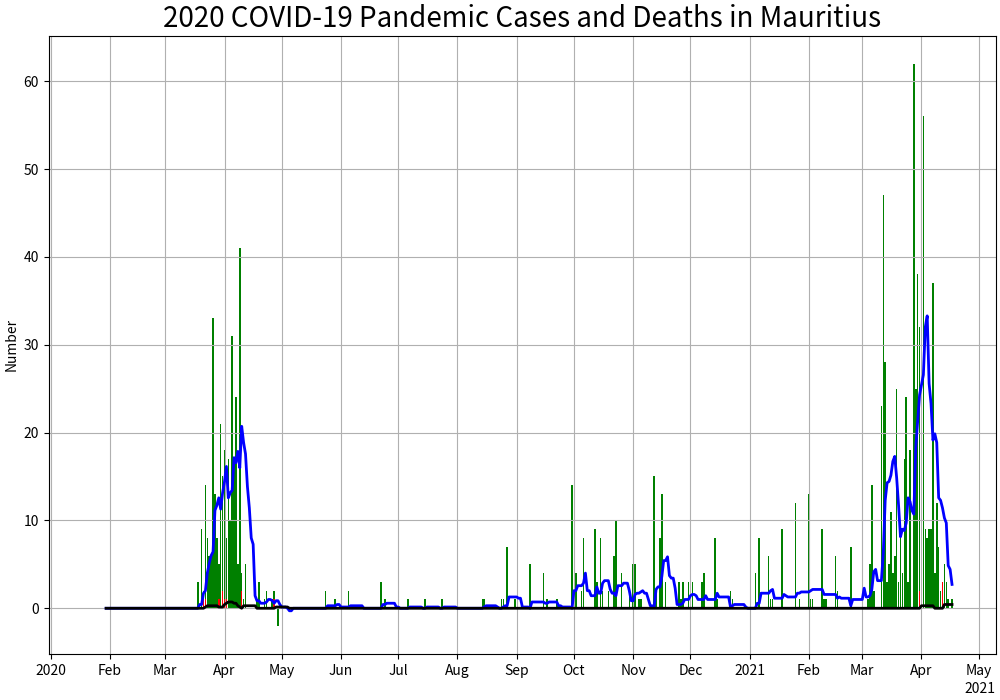 2020 COVID-19 Pandemic Cases and Deaths in Mauritius
Number
60
50
40
30
20
10
0
2020 Feb Mar Apr May Jun Jul Aug Sep Oct Nov Dec 2021 Feb Mar Apr May
2021